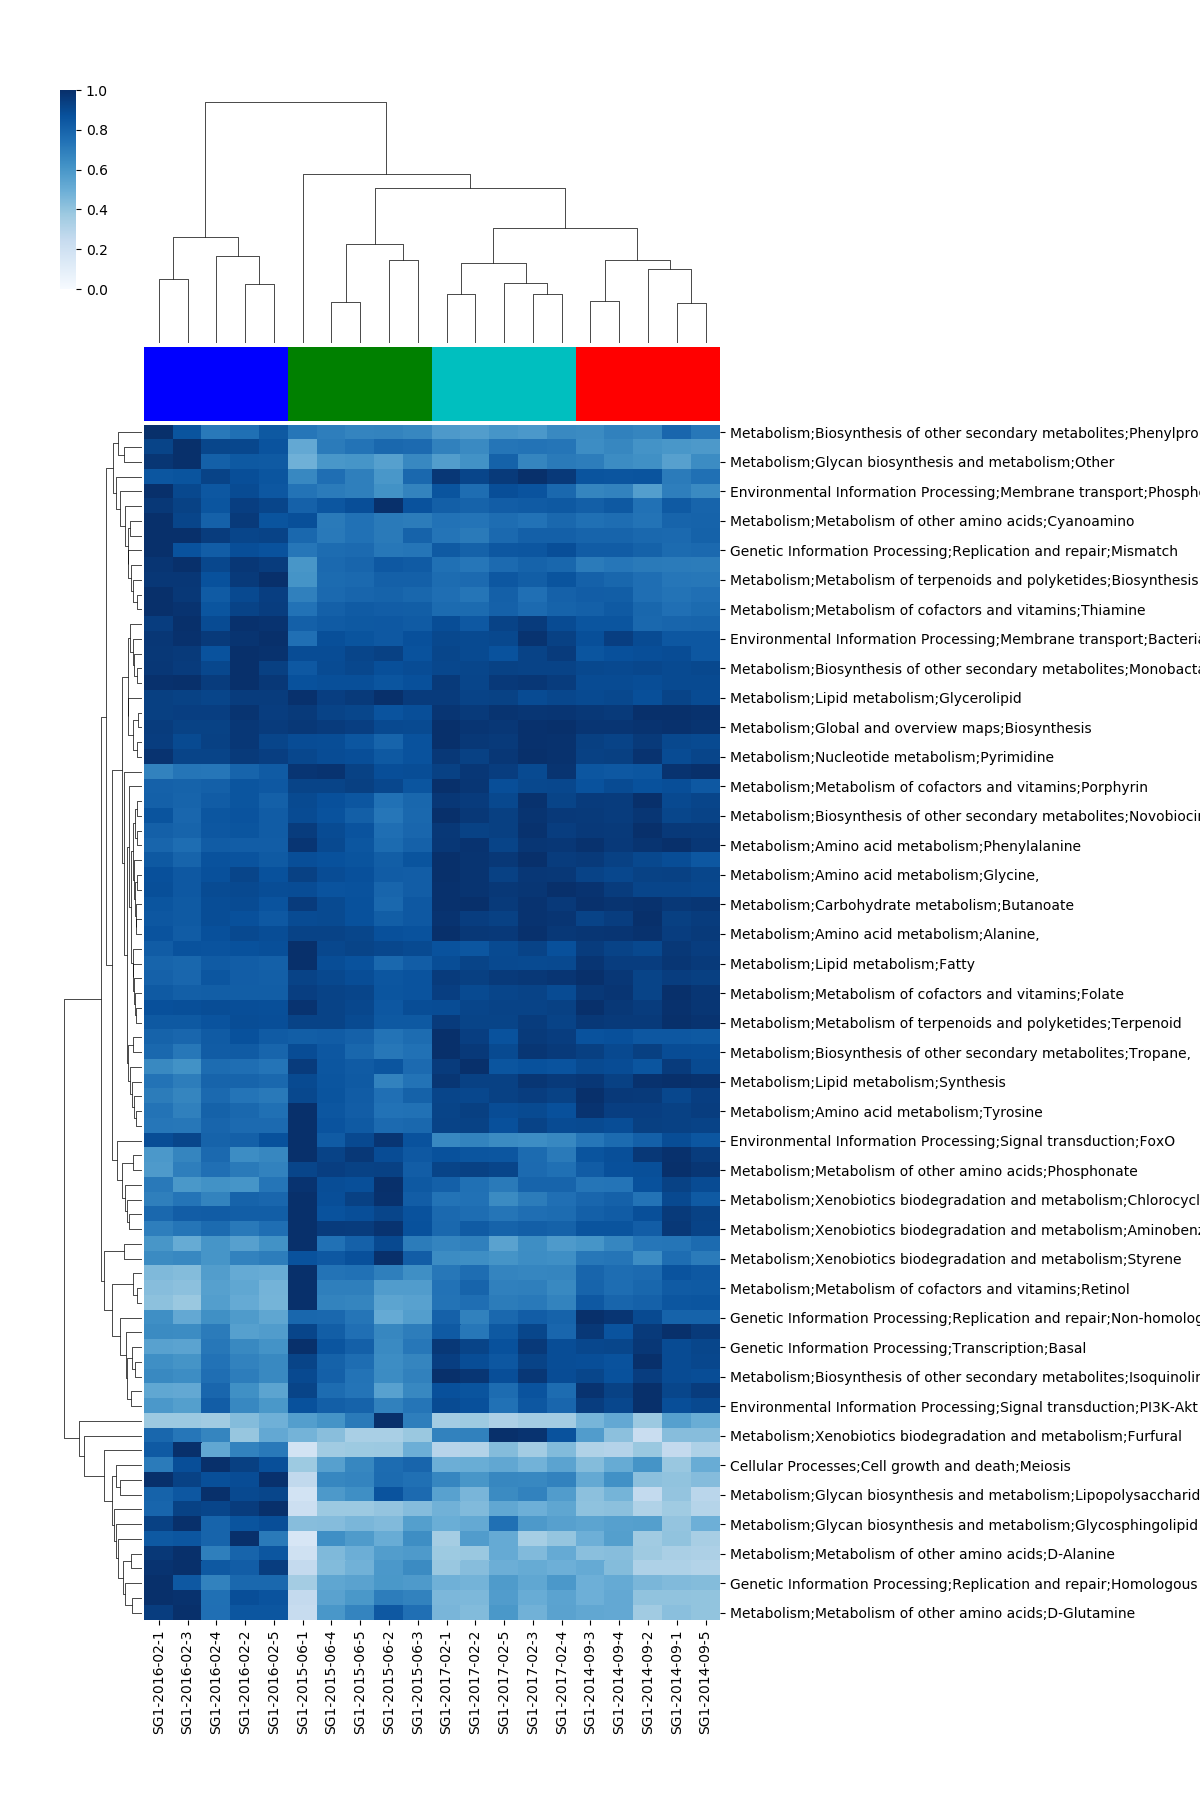 1.0
0.8
0.6
0.4
0.2
0.0
Metabolism;Biosynthesis of other secondary metabolites;Phenylpro
Metabolism;Glycan biosynthesis and metabolism;Other
Environmental Information Processing;Membrane transport;Phosph
Metabolism;Metabolism of other amino acids;Cyanoamino
Genetic Information Processing;Replication and repair;Mismatch
Metabolism;Metabolism of terpenoids and polyketides;Biosynthesis
Metabolism;Metabolism of cofactors and vitamins;Thiamine
Environmental Information Processing;Membrane transport;Bacteria
Metabolism;Biosynthesis of other secondary metabolites;Monobacta
Metabolism;Lipid metabolism;Glycerolipid
Metabolism;Global and overview maps;Biosynthesis
Metabolism;Nucleotide metabolism;Pyrimidine
Metabolism;Metabolism of cofactors and vitamins;Porphyrin
Metabolism;Biosynthesis of other secondary metabolites;Novobiocin
Metabolism;Amino acid metabolism;Phenylalanine
Metabolism;Amino acid metabolism;Glycine,
Metabolism;Carbohydrate metabolism;Butanoate
Metabolism;Amino acid metabolism;Alanine,
Metabolism;Lipid metabolism;Fatty
Metabolism;Metabolism of cofactors and vitamins;Folate
Metabolism;Metabolism of terpenoids and polyketides;Terpenoid
Metabolism;Biosynthesis of other secondary metabolites;Tropane,
Metabolism;Lipid metabolism;Synthesis
Metabolism;Amino acid metabolism;Tyrosine
Environmental Information Processing;Signal transduction;FoxO
Metabolism;Metabolism of other amino acids;Phosphonate
Metabolism;Xenobiotics biodegradation and metabolism;Chlorocycl
Metabolism;Xenobiotics biodegradation and metabolism;Aminobenz
Metabolism;Xenobiotics biodegradation and metabolism;Styrene
Metabolism;Metabolism of cofactors and vitamins;Retinol
Genetic Information Processing;Replication and repair;Non-homolog
Genetic Information Processing;Transcription;Basal
Metabolism;Biosynthesis of other secondary metabolites;Isoquinolin
Environmental Information Processing;Signal transduction;PI3K-Akt
Metabolism;Xenobiotics biodegradation and metabolism;Furfural
Cellular Processes;Cell growth and death;Meiosis
Metabolism;Glycan biosynthesis and metabolism;Lipopolysaccharid
Metabolism;Glycan biosynthesis and metabolism;Glycosphingolipid
Metabolism;Metabolism of other amino acids;D-Alanine
Genetic Information Processing;Replication and repair;Homologous
Metabolism;Metabolism of other amino acids;D-Glutamine
SG1-2016-02-1
SG1-2016-02-3
SG1-2016-02-4
SG1-2016-02-2
SG1-2016-02-5
SG1-2015-06-1
SG1-2015-06-4
SG1-2015-06-5
SG1-2015-06-2
SG1-2015-06-3
SG1-2017-02-1
SG1-2017-02-2
SG1-2017-02-5
SG1-2017-02-3
SG1-2017-02-4
SG1-2014-09-3
SG1-2014-09-4
SG1-2014-09-2
SG1-2014-09-1
SG1-2014-09-5